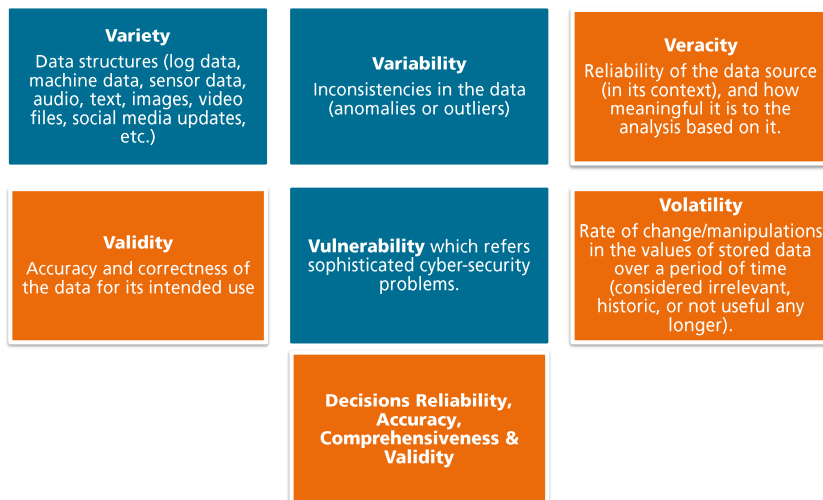 Variety
Data structures (log data,
machine data, sensor data,
audio, text, images, video
files, social media updates,
etc.)
Variability
Inconsistencies in the data
(anomalies or outliers)
Veracity
Reliability of the data source
(in its context), and how
meaningful it is to the
analysis based on it.
Validity
Accuracy and correctness of
the data for its intended use
Vulnerability which refers
sophisticated cyber-security
problems.
Volatility
Rate of change/manipulations
in the values of stored data
over a period of time
(considered irrelevant,
historic, or not useful any
longer).
Decisions Reliability,
Accuracy,
Comprehensiveness &
Validity